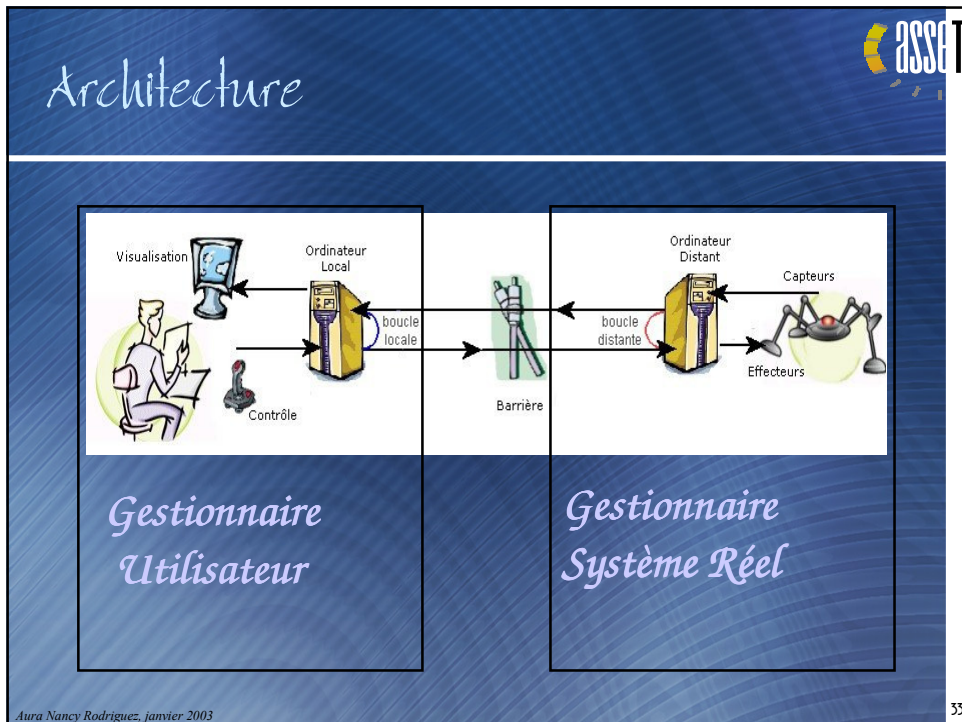 Architecture
asseT
Visualisation
Ordinateur
Local
Contrôle
boucle
locale
Barrière
boucle
distante
Ordinateur
Distant
Capteurs
Effecteurs
Gestionnaire
Utilisateur
Gestionnaire
Système Réel
Aura Nancy Rodriguez, janvier 2003
33